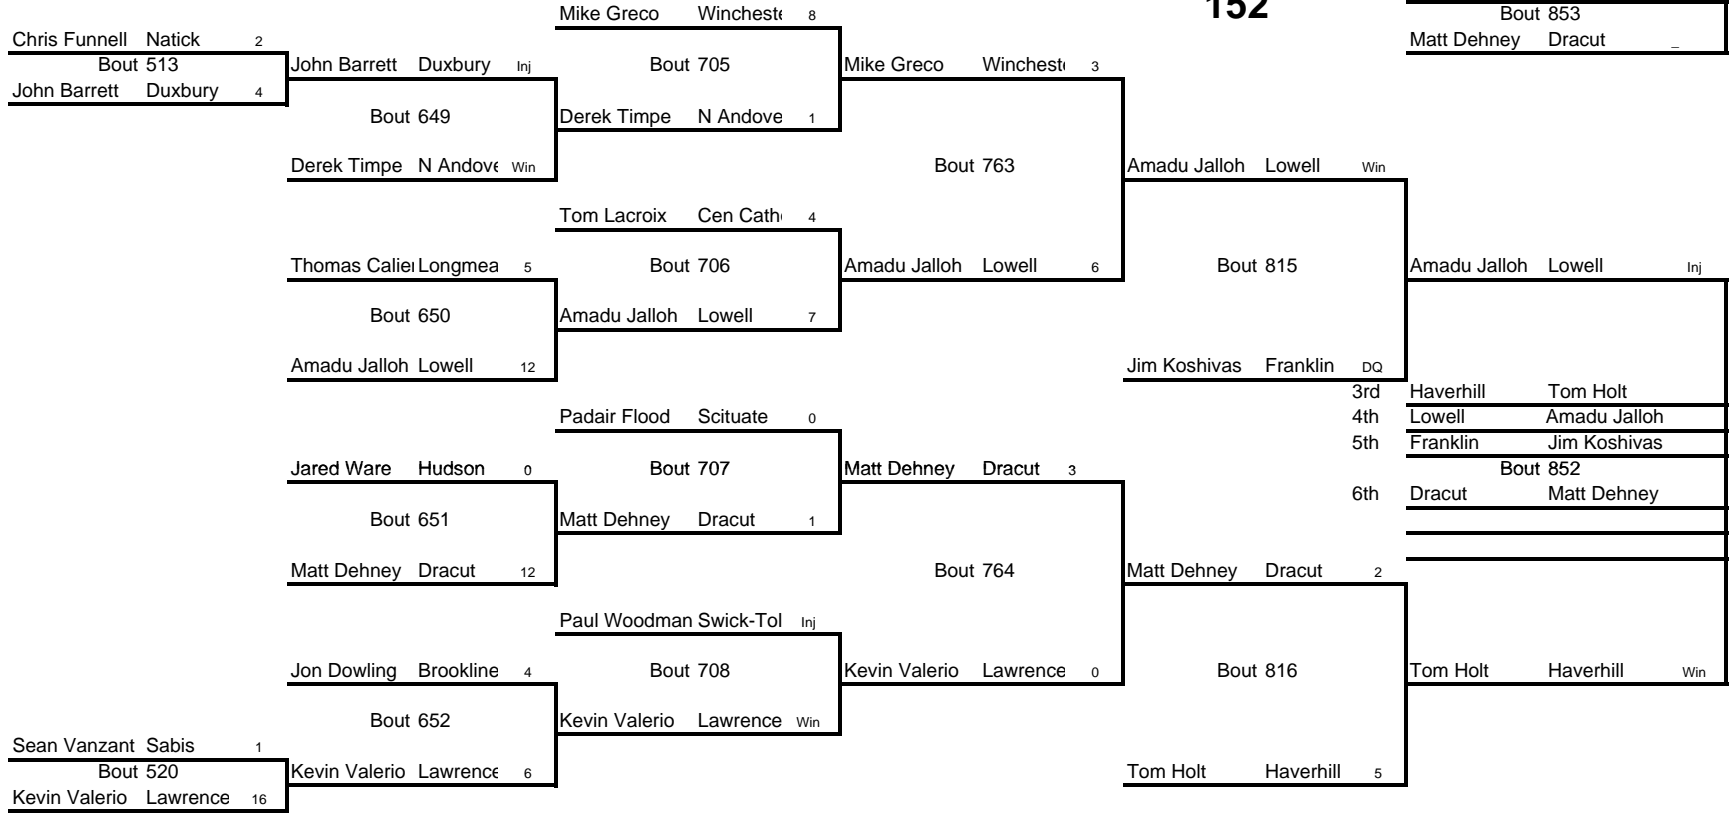 152
Mike Greco Wincheste 8
Bout 853
Chris Funnell Natick 2
Matt Dehney Dracut _
Bout 513
John Barrett Duxbury Inj
Bout 705
Mike Greco Winchest 3
John Barrett Duxbury 4
Bout 649
Derek Timpe N Andove 1
Derek Timpe N Andove Win
Bout 763
Amadu Jalloh Lowell Win
Tom Lacroix Cen Cath 4
Thomas Calie Longmea 5
Bout 706
Amadu Jalloh Lowell 6
Bout 815
Amadu Jalloh Lowell Inj
Bout 650
Amadu Jalloh Lowell 7
Amadu Jalloh Lowell 12
Jim Koshivas Franklin DQ
3rd Haverhill Tom Holt
Padair Flood Scituate 0
4th Lowell Amadu Jalloh
5th Franklin Jim Koshivas
Jared Ware Hudson 0
Bout 707
Matt Dehney Dracut 3
Bout 852
6th Dracut Matt Dehney
Bout 651
Matt Dehney Dracut 1
Matt Dehney Dracut 12
Bout 764
Matt Dehney Dracut 2
Paul Woodman Swick-Tol Inj
Jon Dowling Brookline 4
Bout 708
Kevin Valerio Lawrence 0
Bout 816
Tom Holt Haverhill Win
Bout 652
Kevin Valerio Lawrence Win
Sean Vanzant Sabis 1
Bout 520
Kevin Valerio Lawrence 6
Tom Holt Haverhill 5
Kevin Valerio Lawrence 16